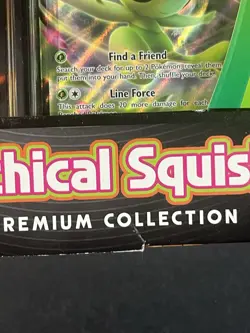 Find a Friend
Search your deck for up to 2 Pokémon, reveal them,
put them into your hand. Then, shuffle your deck.
Line Force
This attack does 20 more damage for each
thical Squis
REMIUM COLLECTION